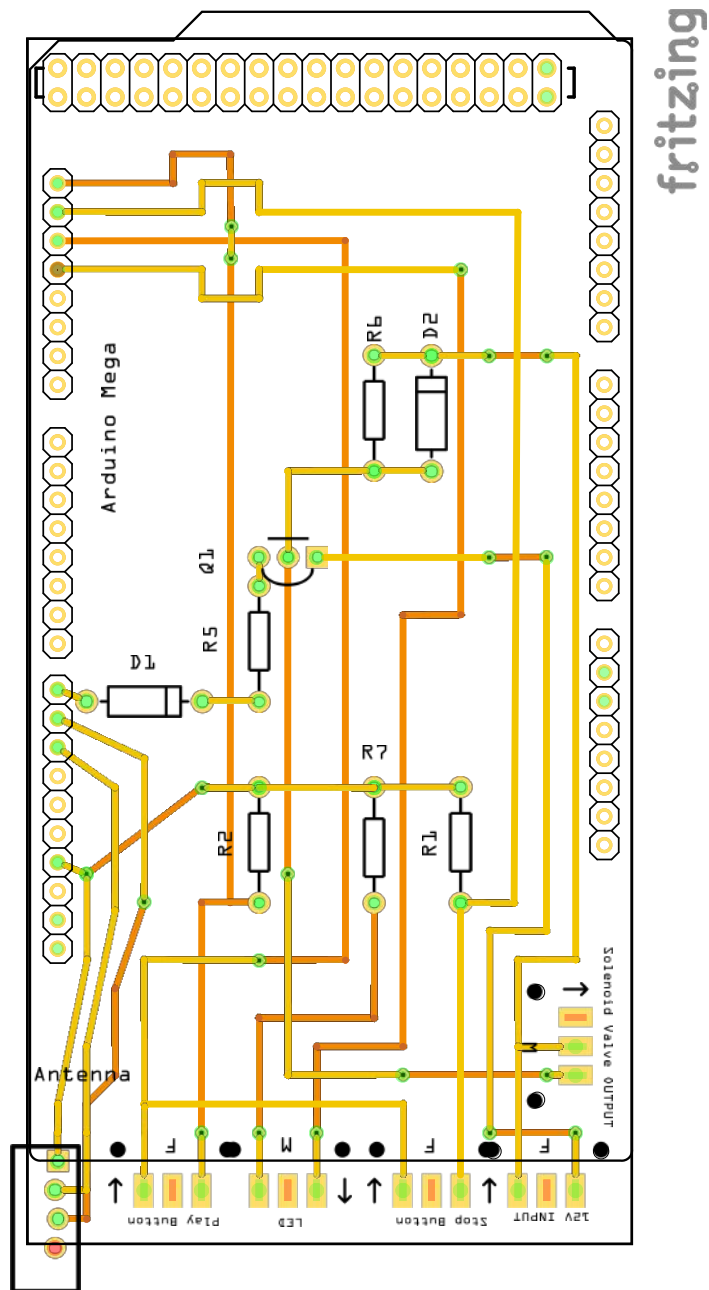 fritzing
R6
D2
Arduino Mega
Q1
R5
D1
R7
R2
R1
Solenoid Valve OUTPUT
M
Antenna
F
M
F
F
Play Button
LED
Stop Button
12V INPUT